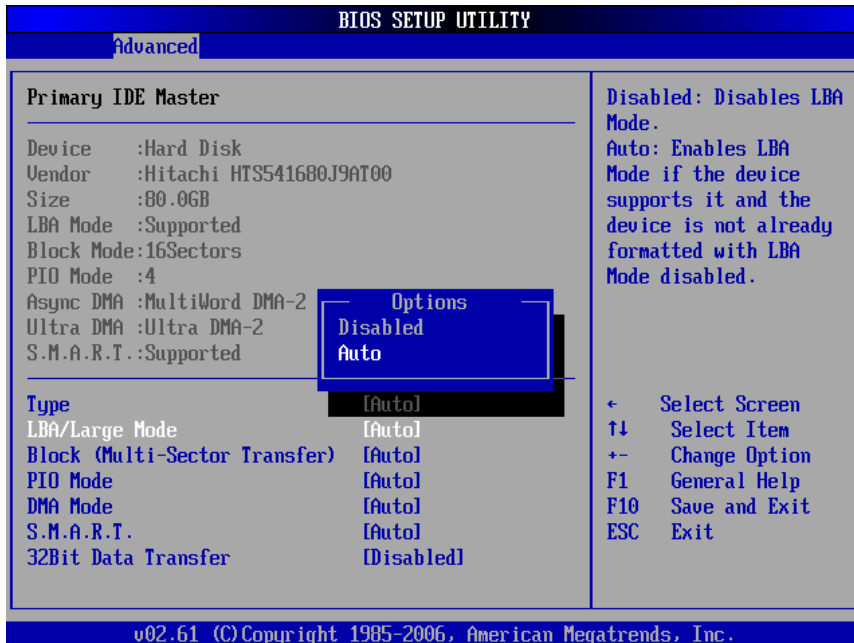 BIOS SETUP UTILITY
Advanced
Primary IDE Master
Device :Hard Disk
Vendor :Hitachi HTS541680J9AT00
Size :80.0GB
LBA Mode :Supported
Block Mode:16Sectors
PIO Mode :4
Async DMA :MultiWord DMA-2
Ultra DMA :Ultra DMA-2
S.M.A.R.T.:Supported
Options
Disabled
Auto
Type [Auto]
LBA/Large Mode [Auto]
Block (Multi-Sector Transfer) [Auto]
PIO Mode [Auto]
DMA Mode [Auto]
S.M.A.R.T. [Auto]
32Bit Data Transfer [Disabled]
Disabled: Disables LBA
Mode.
Auto: Enables LBA
Mode if the device
supports it and the
device is not already
formatted with LBA
Mode disabled.
← Select Screen
↑↓ Select Item
+- Change Option
F1 General Help
F10 Save and Exit
ESC Exit
v02.61 (C)Copyright 1985-2006, American Megatrends, Inc.